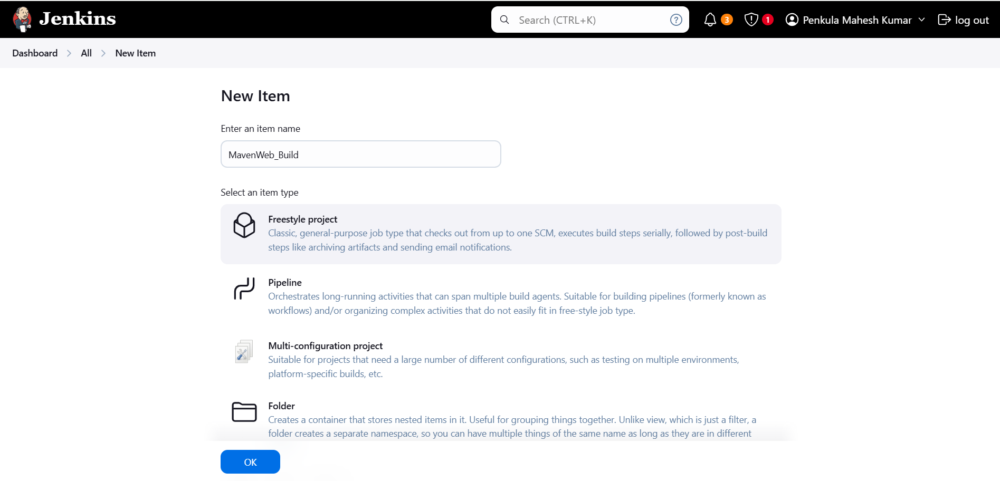 Jenkins
Search (CTRL+K)
?
3
1
Penkula Mahesh Kumar
log out
Dashboard
All
New Item
New Item
Enter an item name
MavenWeb_Build
Select an item type
Freestyle project
Classic, general-purpose job type that checks out from up to one SCM, executes build steps serially, followed by post-build
steps like archiving artifacts and sending email notifications.
Pipeline
Orchestrates long-running activities that can span multiple build agents. Suitable for building pipelines (formerly known as
workflows) and/or organizing complex activities that do not easily fit in free-style job type.
Multi-configuration project
Suitable for projects that need a large number of different configurations, such as testing on multiple environments,
platform-specific builds, etc.
Folder
Creates a container that stores nested items in it. Useful for grouping things together. Unlike view, which is just a filter, a
folder creates a separate namespace, so you can have multiple things of the same name as long as they are in different
OK